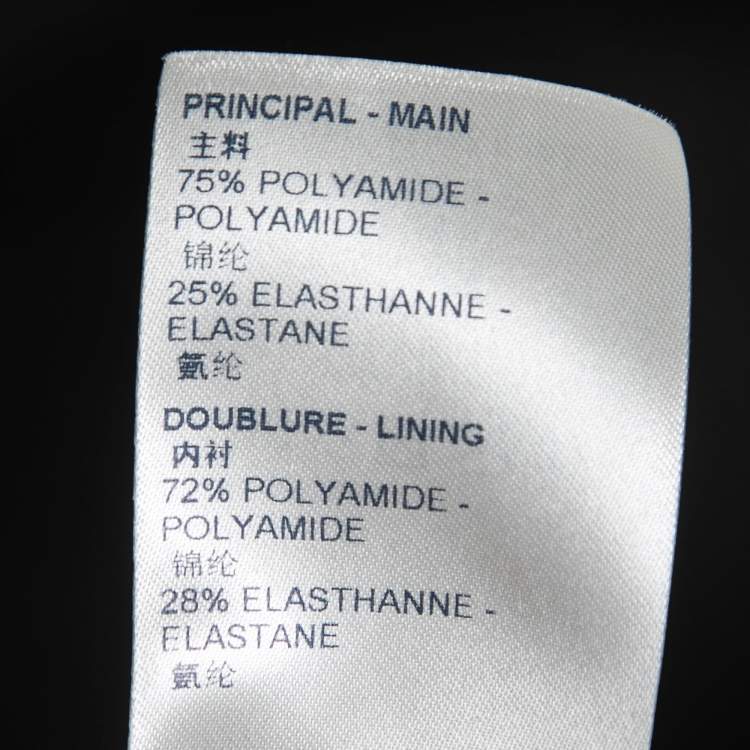 PRINCIPAL - MAIN
主料
75% POLYAMIDE -
POLYAMIDE
锦纶
25% ELASTHANNE -
ELASTANE
氨纶
DOUBLURE - LINING
内衬
72% POLYAMIDE -
POLYAMIDE
锦纶
28% ELASTHANNE -
ELASTANE
氨纶